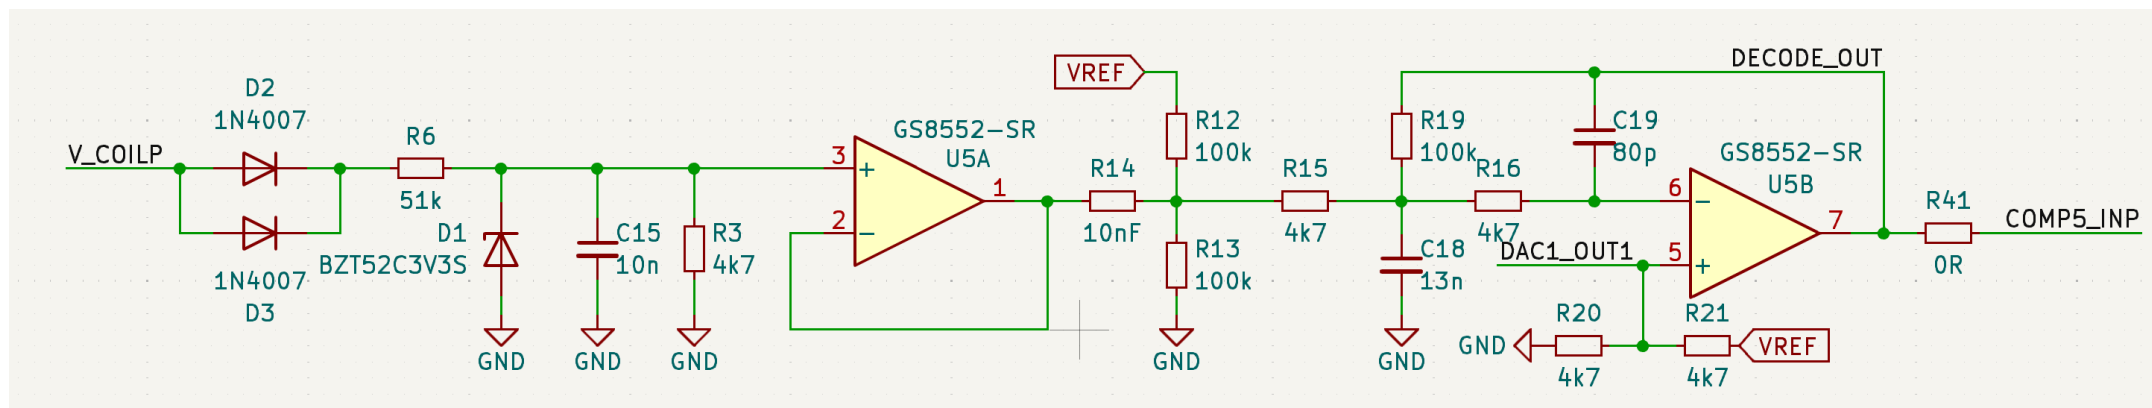 V_COILP
D2
1N4007
1N4007
D3
R6
51k
D1
BZT52C3V3S
GND
C15
10n
GND
R3
4k7
GND
GS8552-SR
U5A
3
2
1
+
−
R14
10nF
VREF
R12
100k
R13
100k
GND
R15
4k7
R19
100k
C18
13n
GND
R16
4k7
C19
80p
DECODE_OUT
GS8552-SR
U5B
6
5
7
−
+
DAC1_OUT1
R20
4k7
GND
R21
4k7
VREF
R41
0R
COMP5_INP